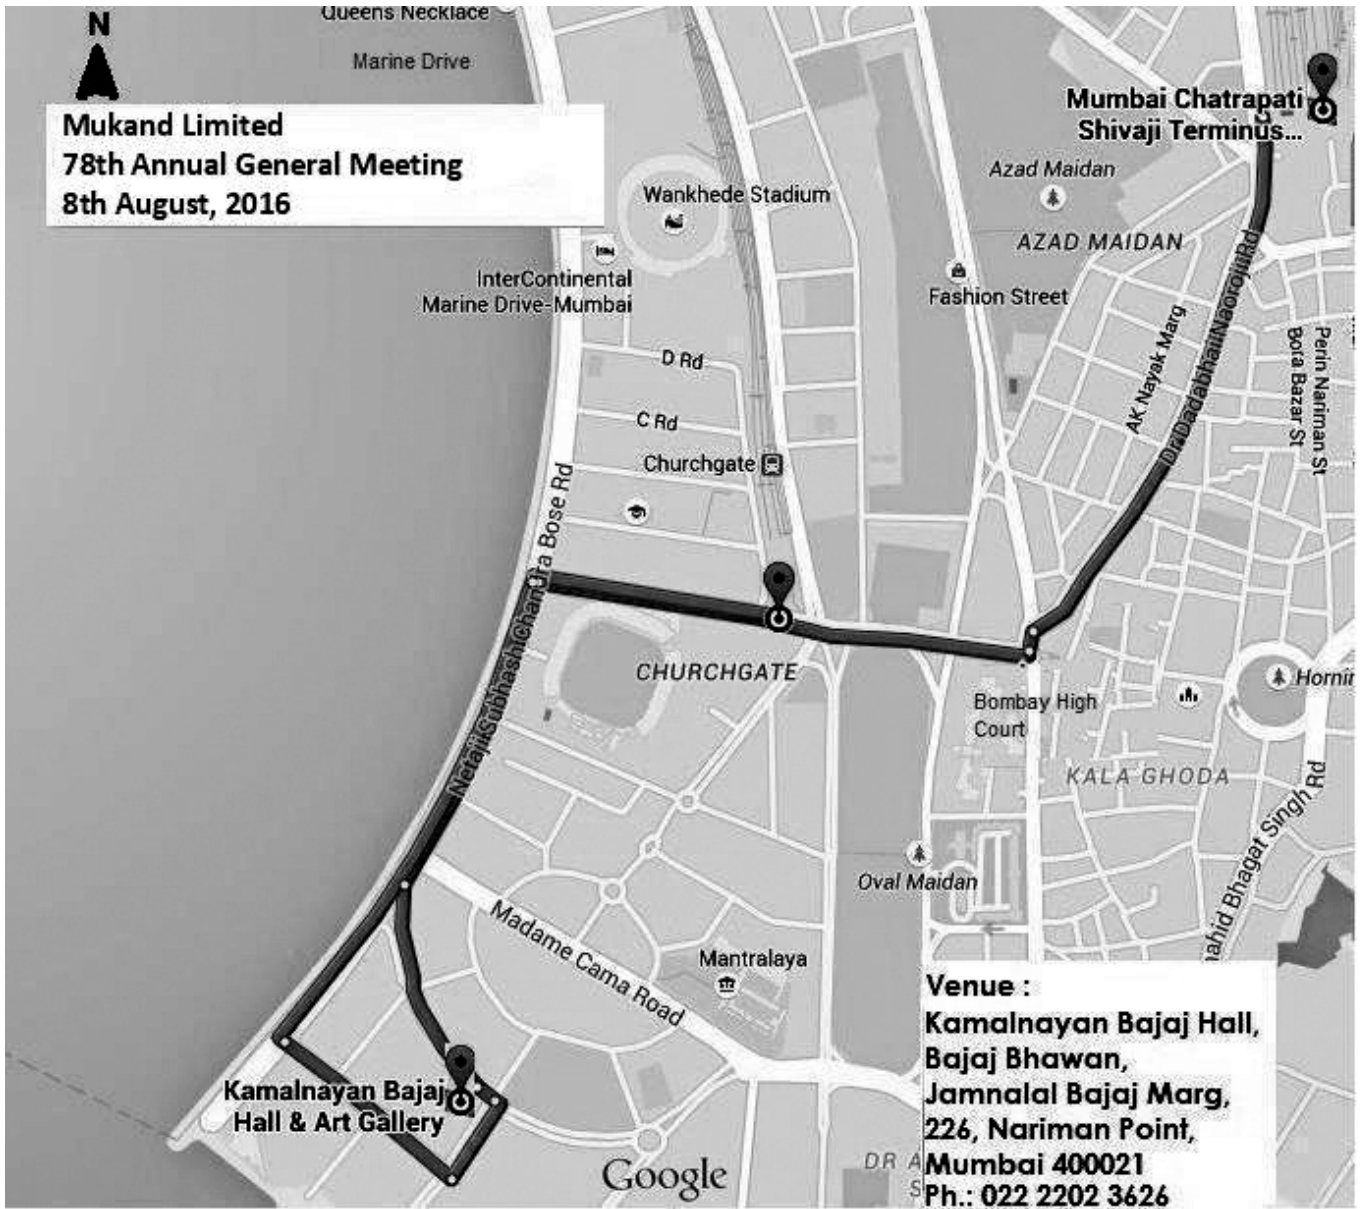 Queens Necklace
N
Marine Drive
Mukand Limited
78th Annual General Meeting
8th August, 2016
Mumbai Chatrapati
Shivaji Terminus...
Azad Maidan
AZAD MAIDAN
Wankhede Stadium
InterContinental
Marine Drive-Mumbai
Fashion Street
D Rd
C Rd
Churchgate
AK Nayak Marg
Dr Dadabhai Naoroji Rd
Bora Bazar St
Perin Nariman St
Netaji Subhash Chandra Bose Rd
CHURCHGATE
Bombay High
Court
Hornin
KALA GHODA
Oval Maidan
ahid Bhagat Singh Rd
Madame Cama Road
Mantralaya
Kamalnayan Bajaj
Hall & Art Gallery
Google
DR A
S
Venue :
Kamalnayan Bajaj Hall,
Bajaj Bhawan,
Jamnalal Bajaj Marg,
226, Nariman Point,
Mumbai 400021
Ph.: 022 2202 3626